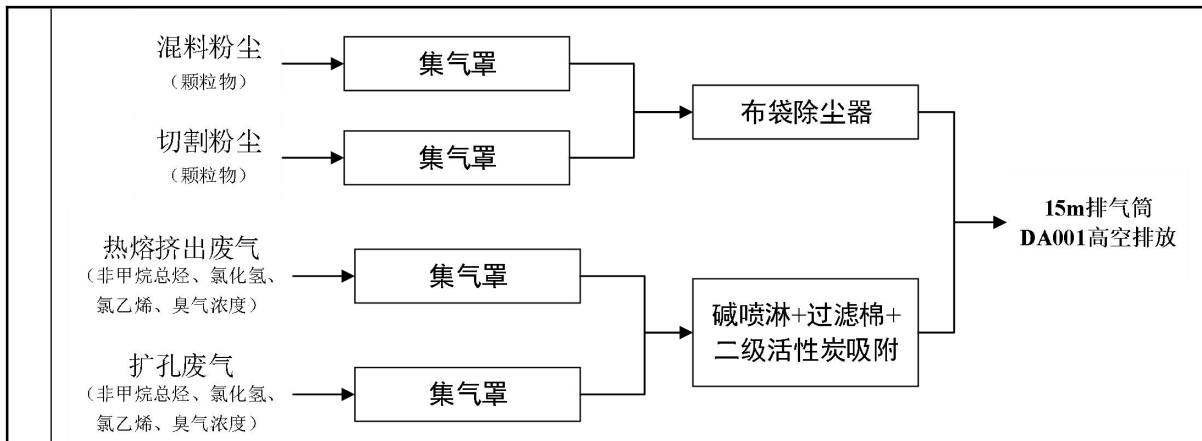 混料粉尘
（颗粒物）
集气罩
切割粉尘
（颗粒物）
集气罩
布袋除尘器
热熔挤出废气
（非甲烷总烃、氯化氢、
氯乙烯、臭气浓度）
集气罩
扩孔废气
（非甲烷总烃、氯化氢、
氯乙烯、臭气浓度）
集气罩
碱喷淋+过滤棉+
二级活性炭吸附
15m排气筒
DA001高空排放